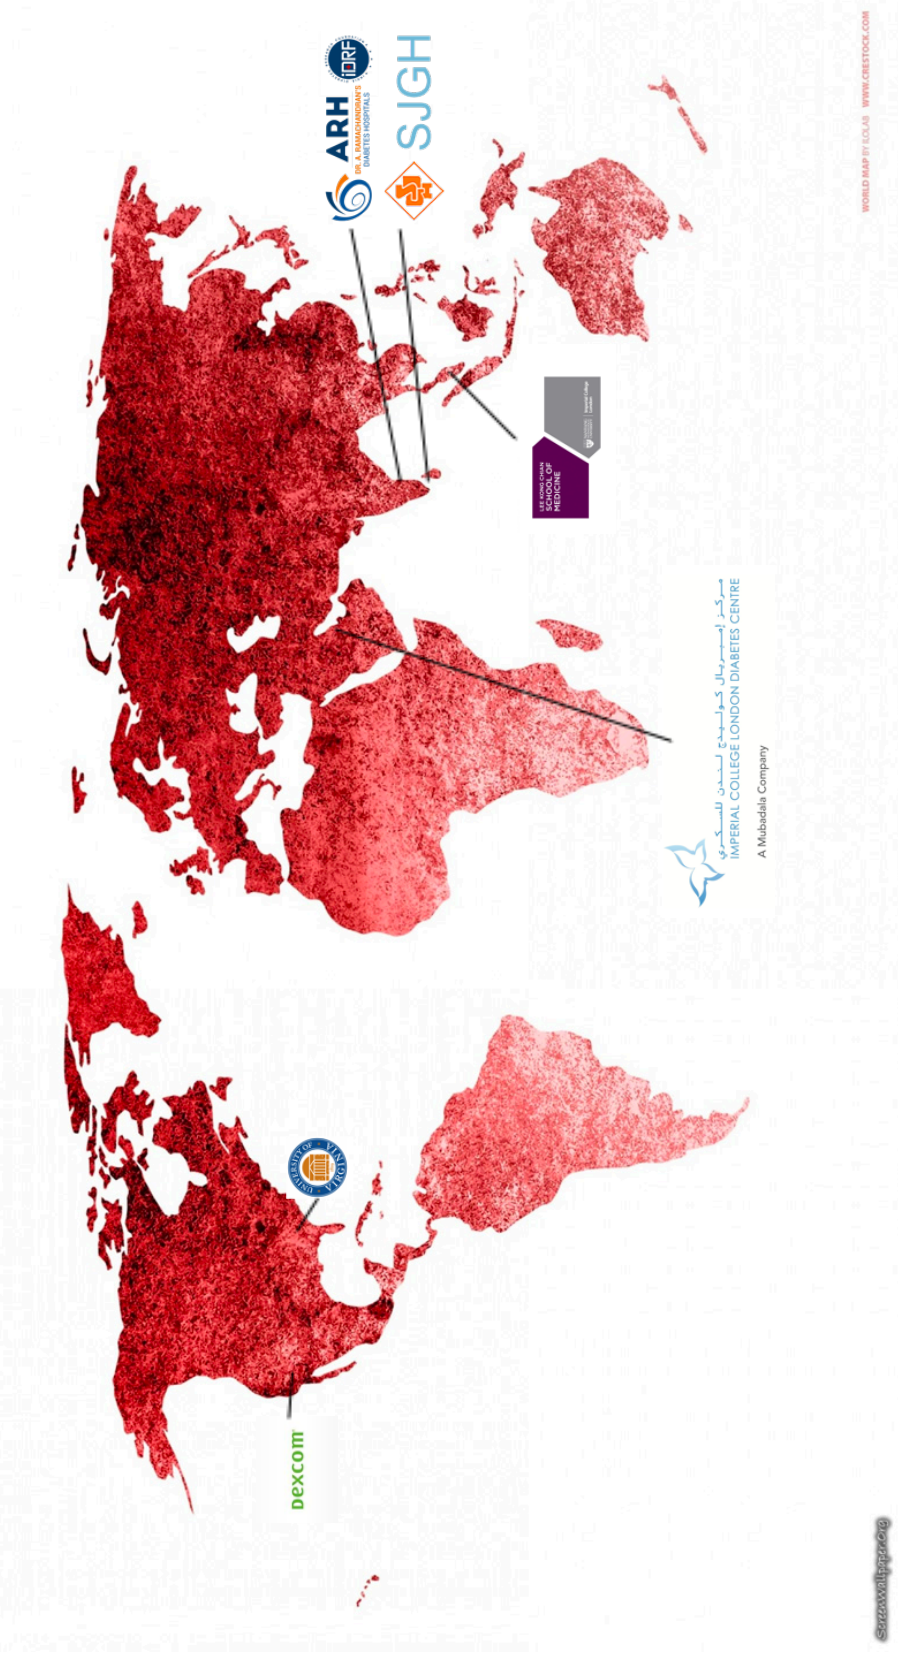 iDRF
ARH
DR. A. RAMACHANDRAN'S
DIABETES HOSPITALS
SJGH
LEE KONG CHIAN
SCHOOL OF
MEDICINE
Imperial College
London
مركز إمبريال كوليدج لندن للسكري
IMPERIAL COLLEGE LONDON DIABETES CENTRE
A Mubadala Company
UNIVERSITY OF VIRGINIA
Dexcom
WORLD MAP BY ILOLAB WWW.CRESTOCK.COM
ScreenWallpaper.Org